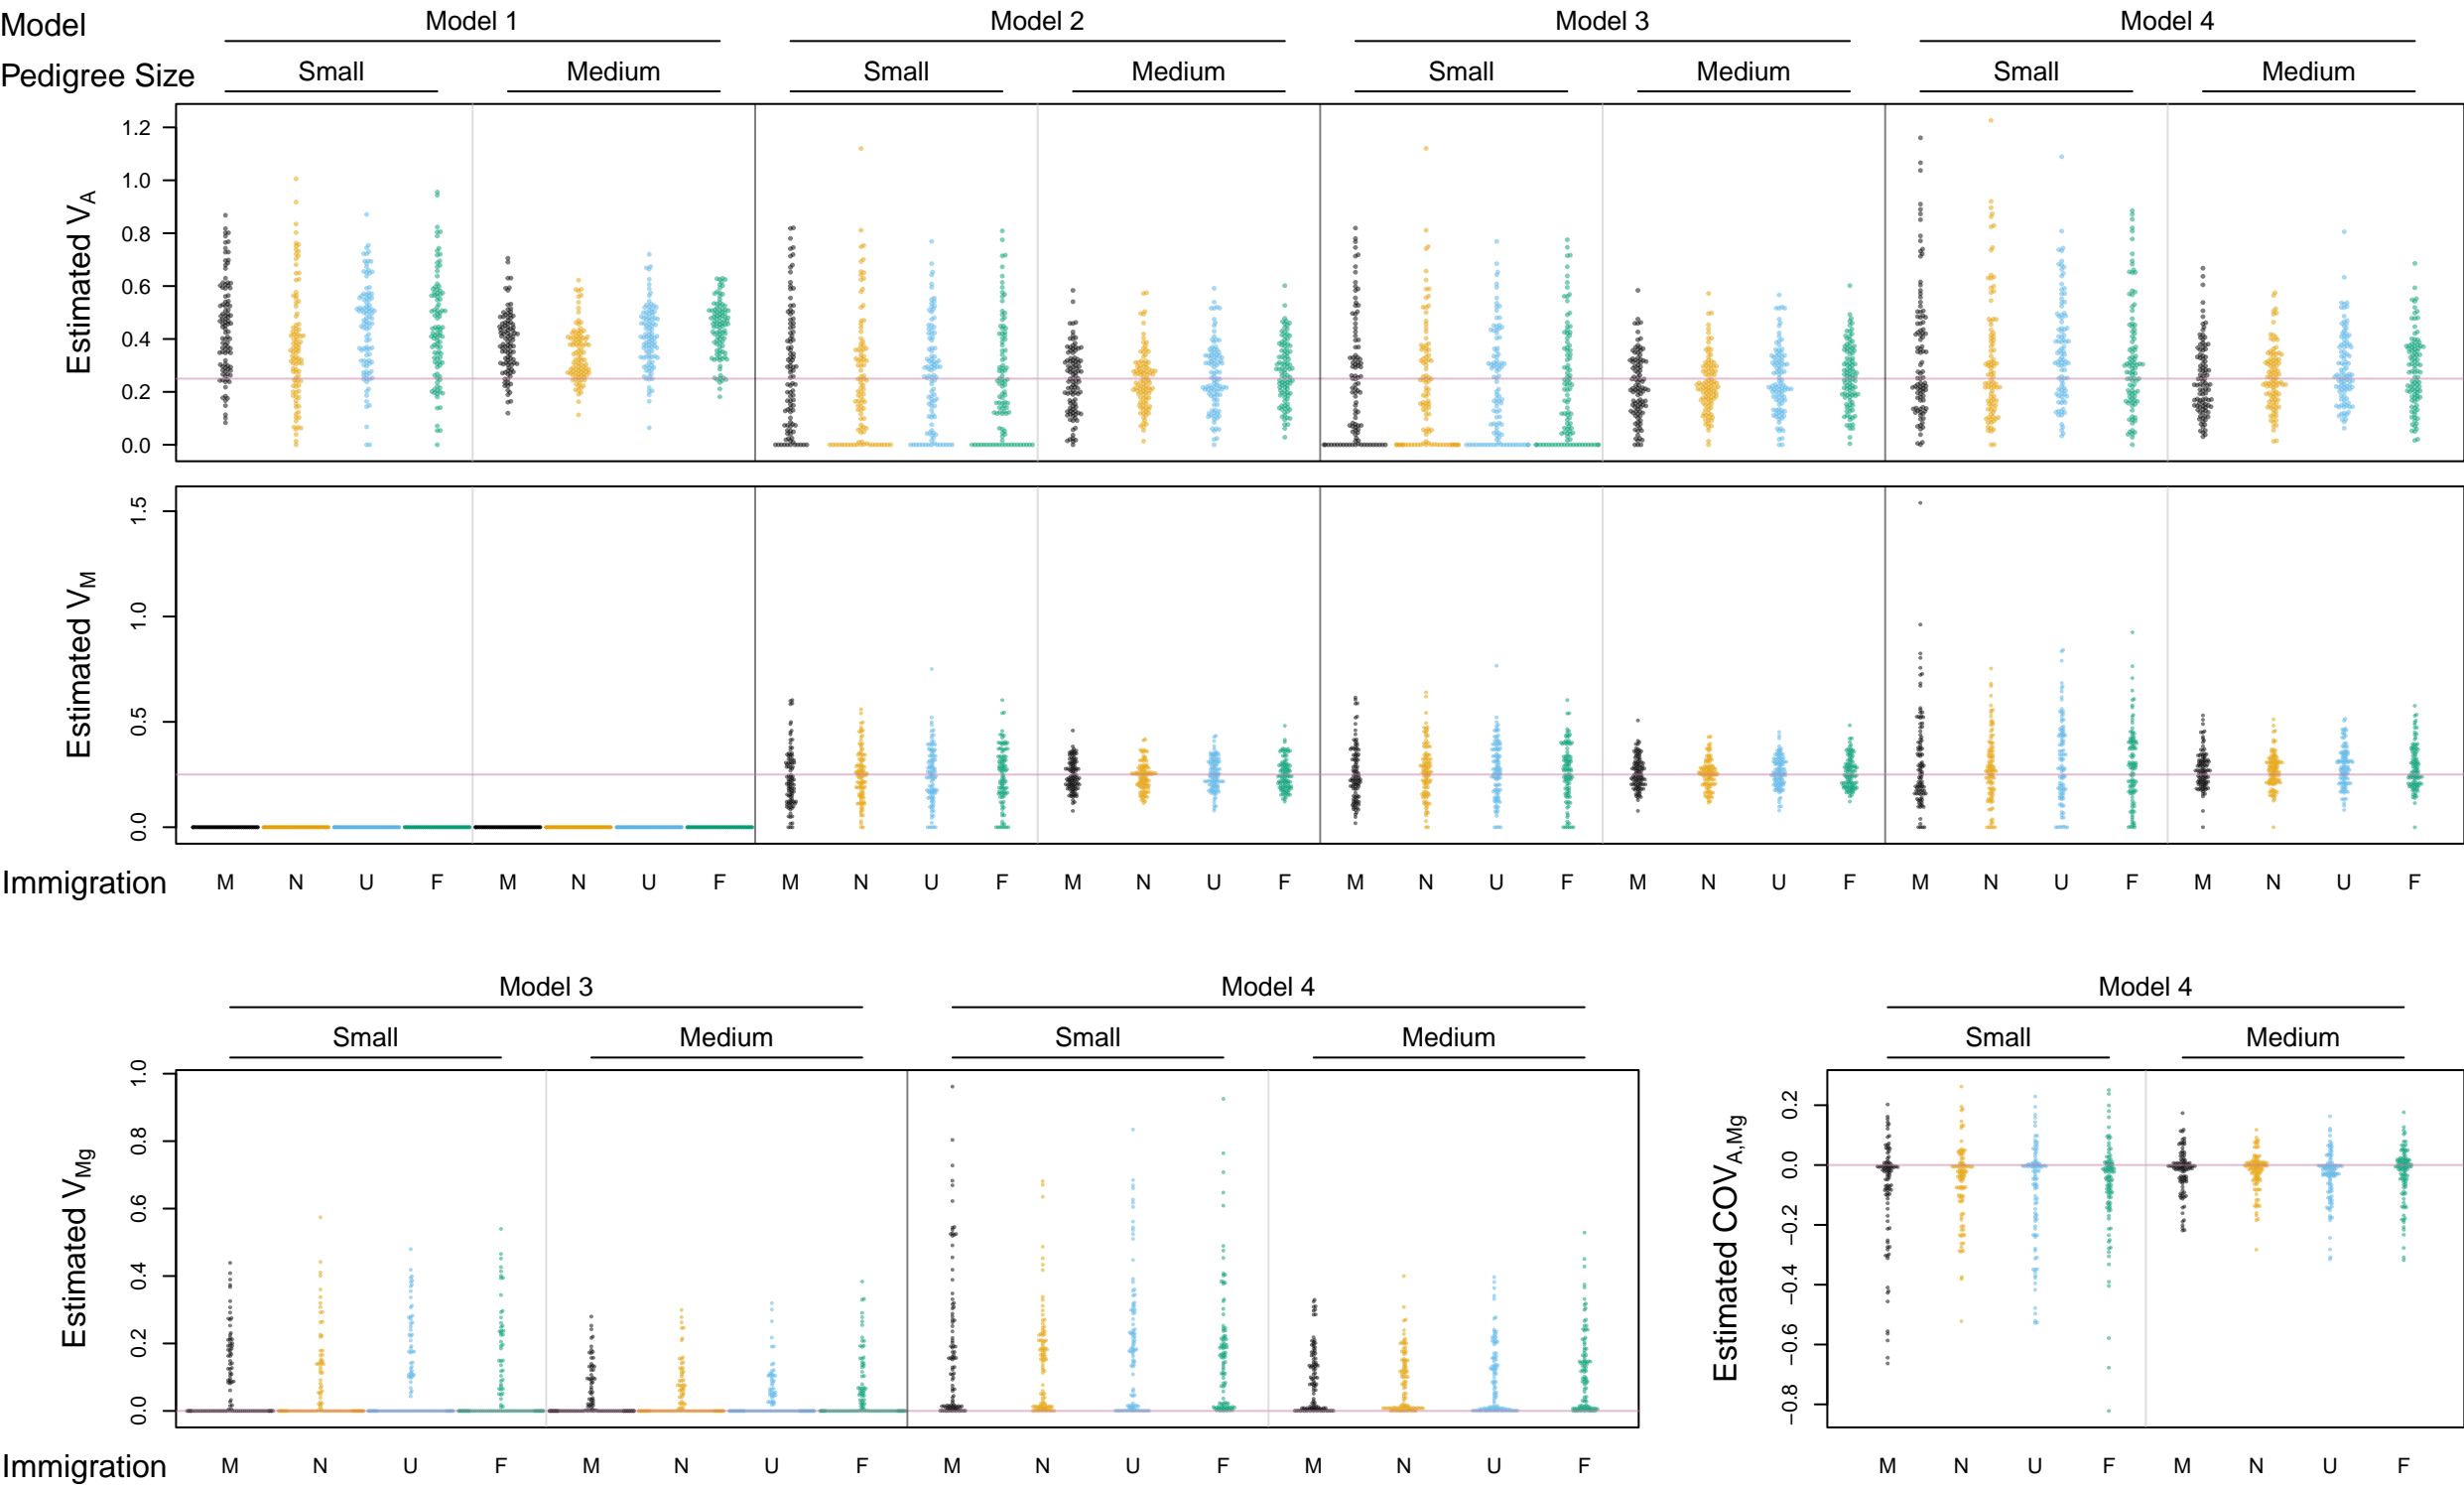 Model Model 1 Model 2 Model 3 Model 4
Pedigree Size Small Medium Small Medium Small Medium Small Medium
Estimated VA
1.2
1.0
0.8
0.6
0.4
0.2
0.0
Estimated VM
1.5
1.0
0.5
0.0
Immigration M N U F M N U F M N U F M N U F M N U F M N U F M N U F M N U F
Model 3 Model 4 Model 4
Small Medium Small Medium Small Medium
Estimated VMg
1.0
0.8
0.6
0.4
0.2
0.0
Estimated COVA,Mg
0.2
0.0
−0.2
−0.4
−0.6
−0.8
Immigration M N U F M N U F M N U F M N U F M N U F M N U F